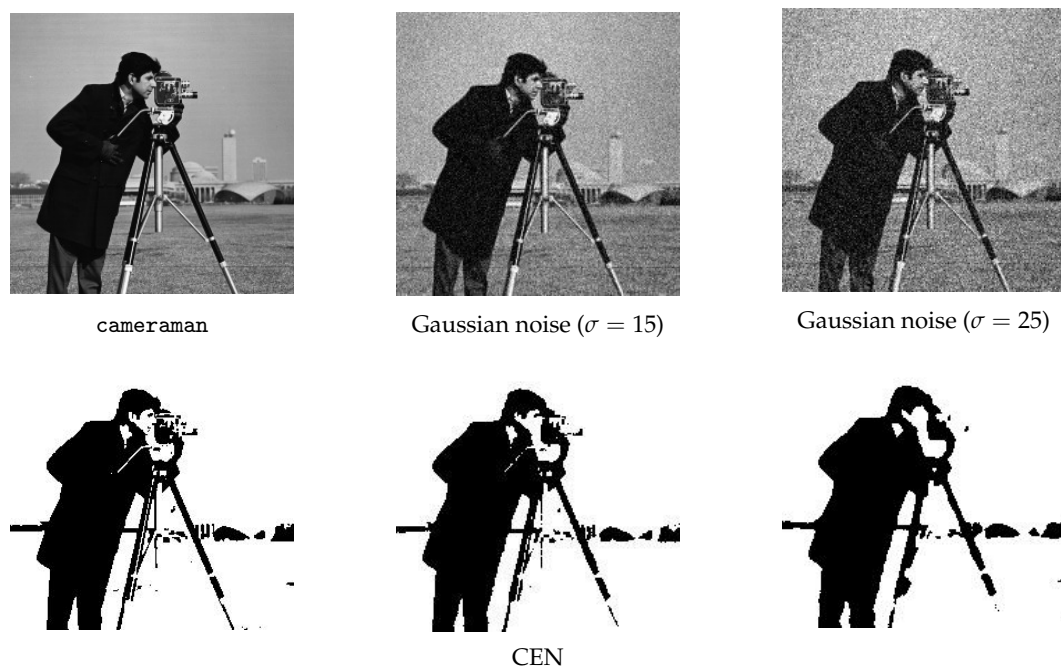 cameraman
Gaussian noise (σ = 15)
Gaussian noise (σ = 25)
CEN